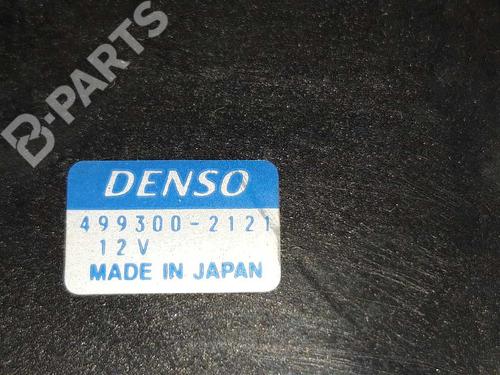 B-PARTS
DENSO
499300-2121
12V
MADE IN JAPAN